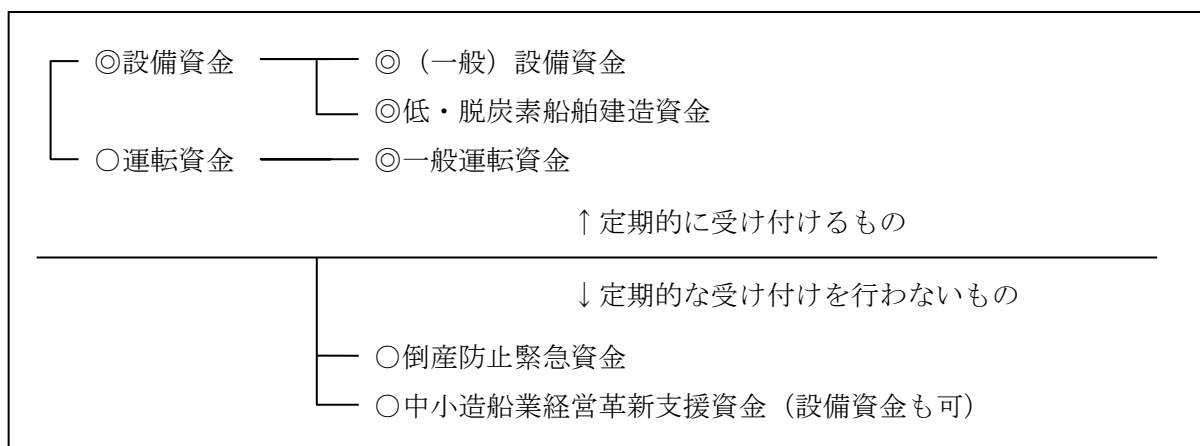 ◎設備資金 ◎（一般）設備資金
◎低・脱炭素船舶建造資金
○運転資金 ◎一般運転資金
↑定期的に受け付けるもの
↓定期的な受け付けを行わないもの
○倒産防止緊急資金
○中小造船業経営革新支援資金（設備資金も可）